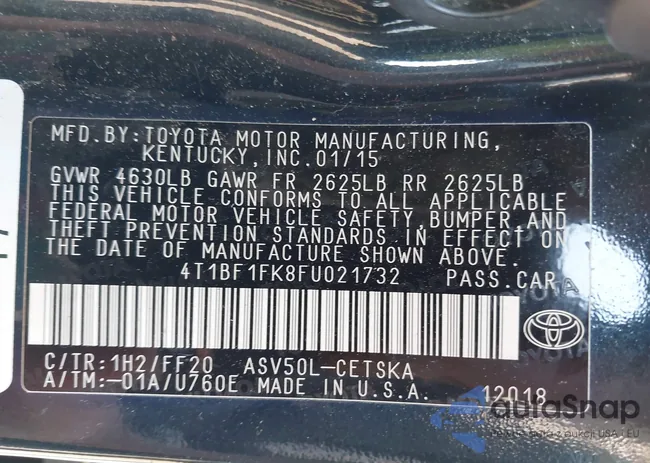 MFD.BY:TOYOTA MOTOR MANUFACTURING,
KENTUCKY,INC.01/15
GVWR 4630LB GAWR FR 2625LB RR 2625LB
THIS VEHICLE CONFORMS TO ALL APPLICABLE
FEDERAL MOTOR VEHICLE SAFETY, BUMPER AND
THEFT PREVENTION STANDARDS IN EFFECT ON
THE DATE OF MANUFACTURE SHOWN ABOVE.
4T1BF1FK8FU021732 PASS.CAR
C/TR:1H2/FF20 ASV50L-CETSKA
A/TM:-01A/U760E MADE IN U.S.A. 12018
autoSnap